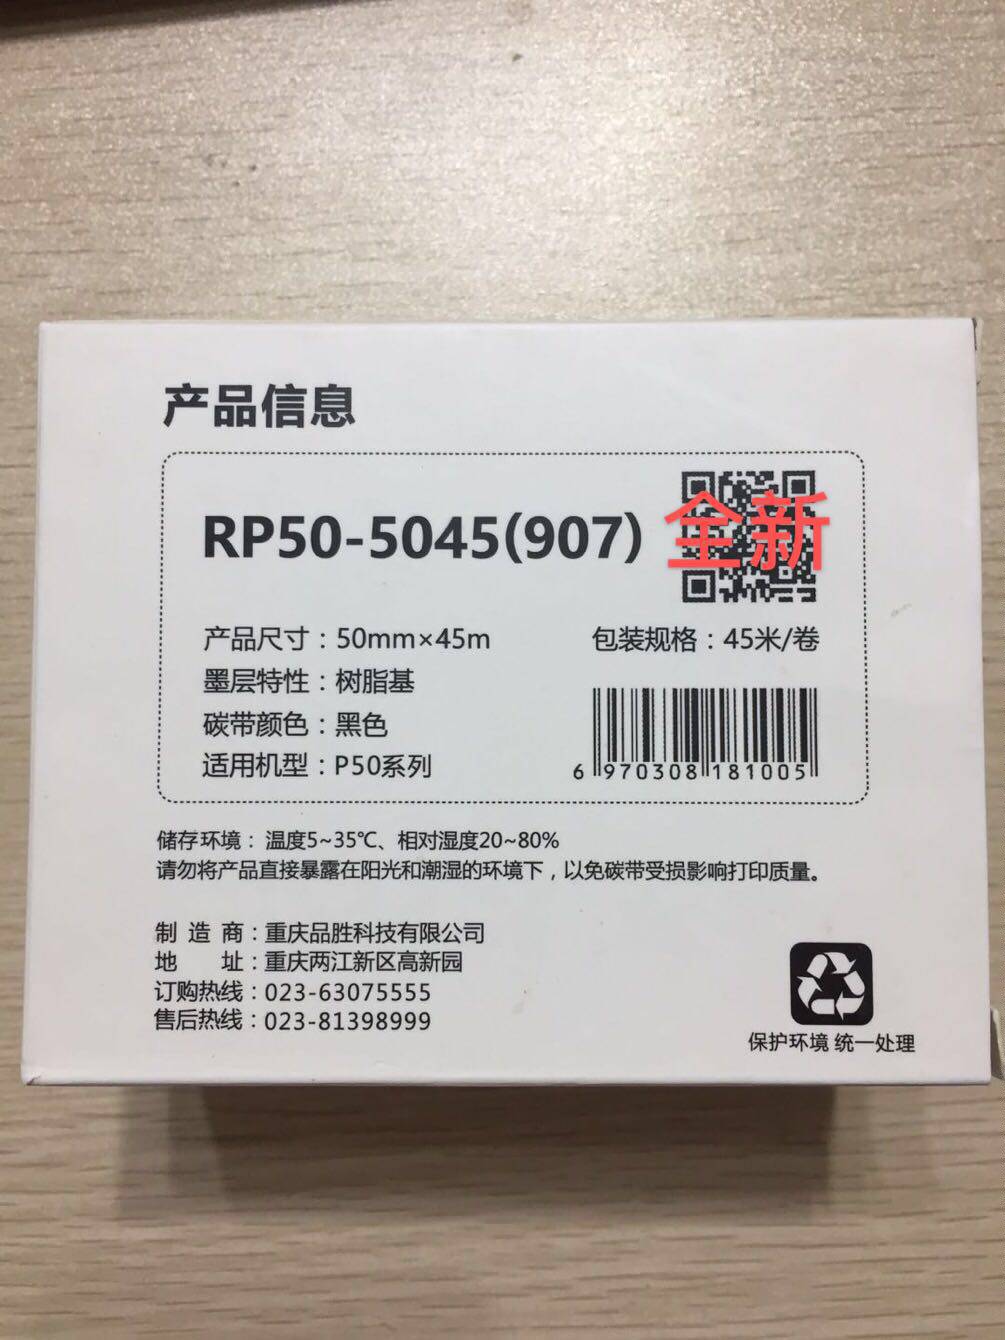 产品信息
RP50-5045(907)
全新
产品尺寸：50mm×45m
包装规格：45米/卷
墨层特性：树脂基
碳带颜色：黑色
适用机型：P50系列
6 970308 181005
储存环境： 温度5~35℃、相对湿度20~80%
请勿将产品直接暴露在阳光和潮湿的环境下，以免碳带受损影响打印质量。
制 造 商：重庆品胜科技有限公司
地 址：重庆两江新区高新园
订购热线：023-63075555
售后热线：023-81398999
保护环境 统一处理